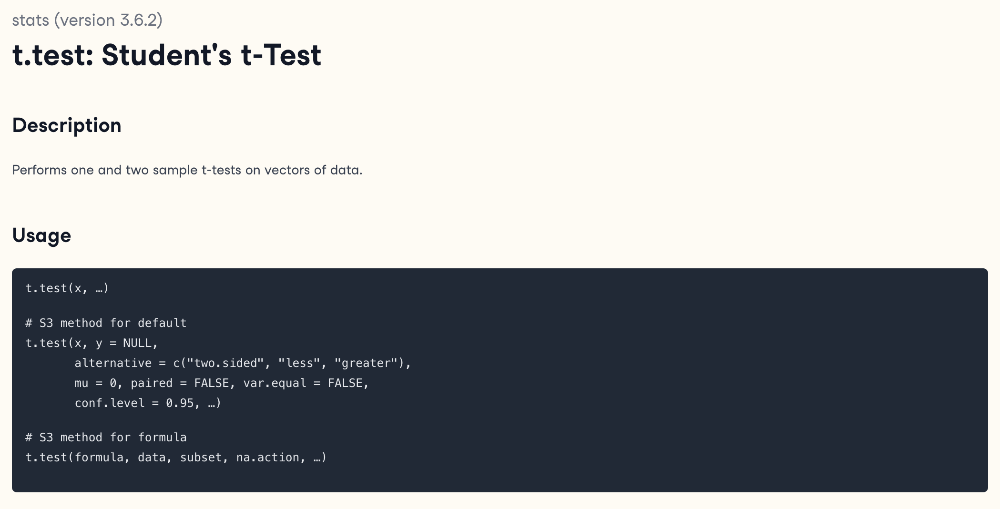 stats (version 3.6.2)
t.test: Student's t-Test
Description
Performs one and two sample t-tests on vectors of data.
Usage
t.test(x, …)
# S3 method for default
t.test(x, y = NULL,
       alternative = c("two.sided", "less", "greater"),
       mu = 0, paired = FALSE, var.equal = FALSE,
       conf.level = 0.95, …)
# S3 method for formula
t.test(formula, data, subset, na.action, …)